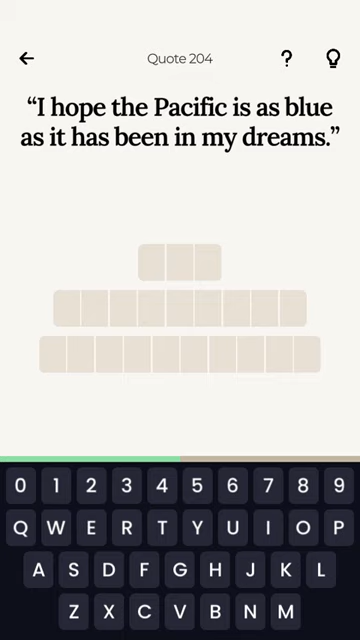 Quote 204
?
“I hope the Pacific is as blue
as it has been in my dreams.”
0 1 2 3 4 5 6 7 8 9
Q W E R T Y U I O P
A S D F G H J K L
Z X C V B N M